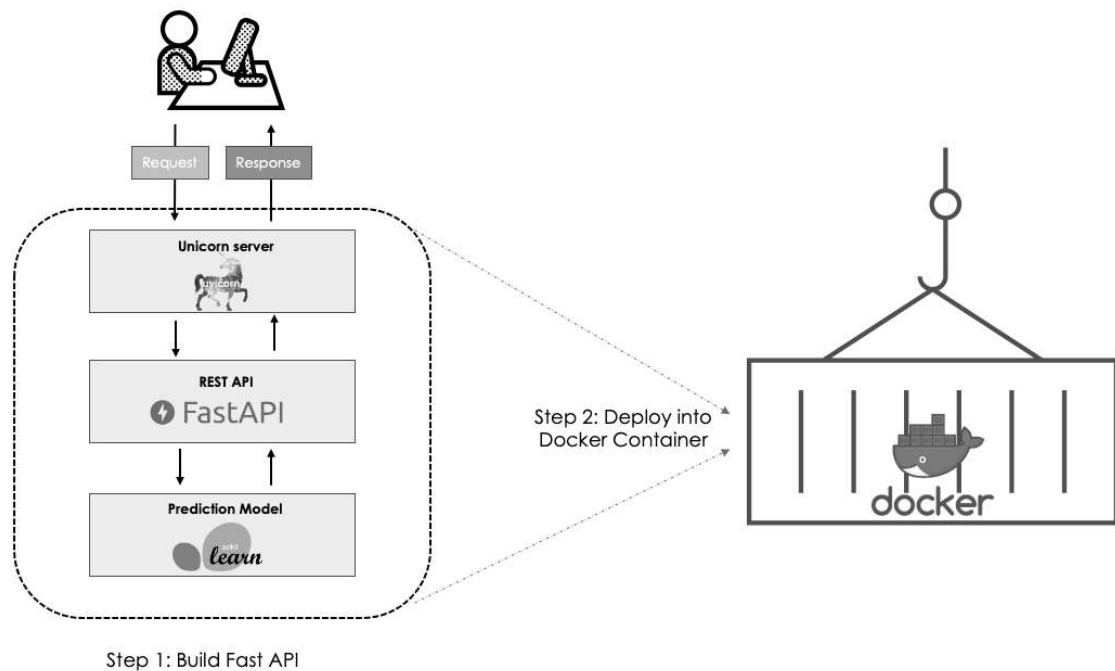 Request
Response
Unicorn server
uvicorn
REST API
FastAPI
Prediction Model
scikit
learn
Step 1: Build Fast API
Step 2: Deploy into
Docker Container
docker